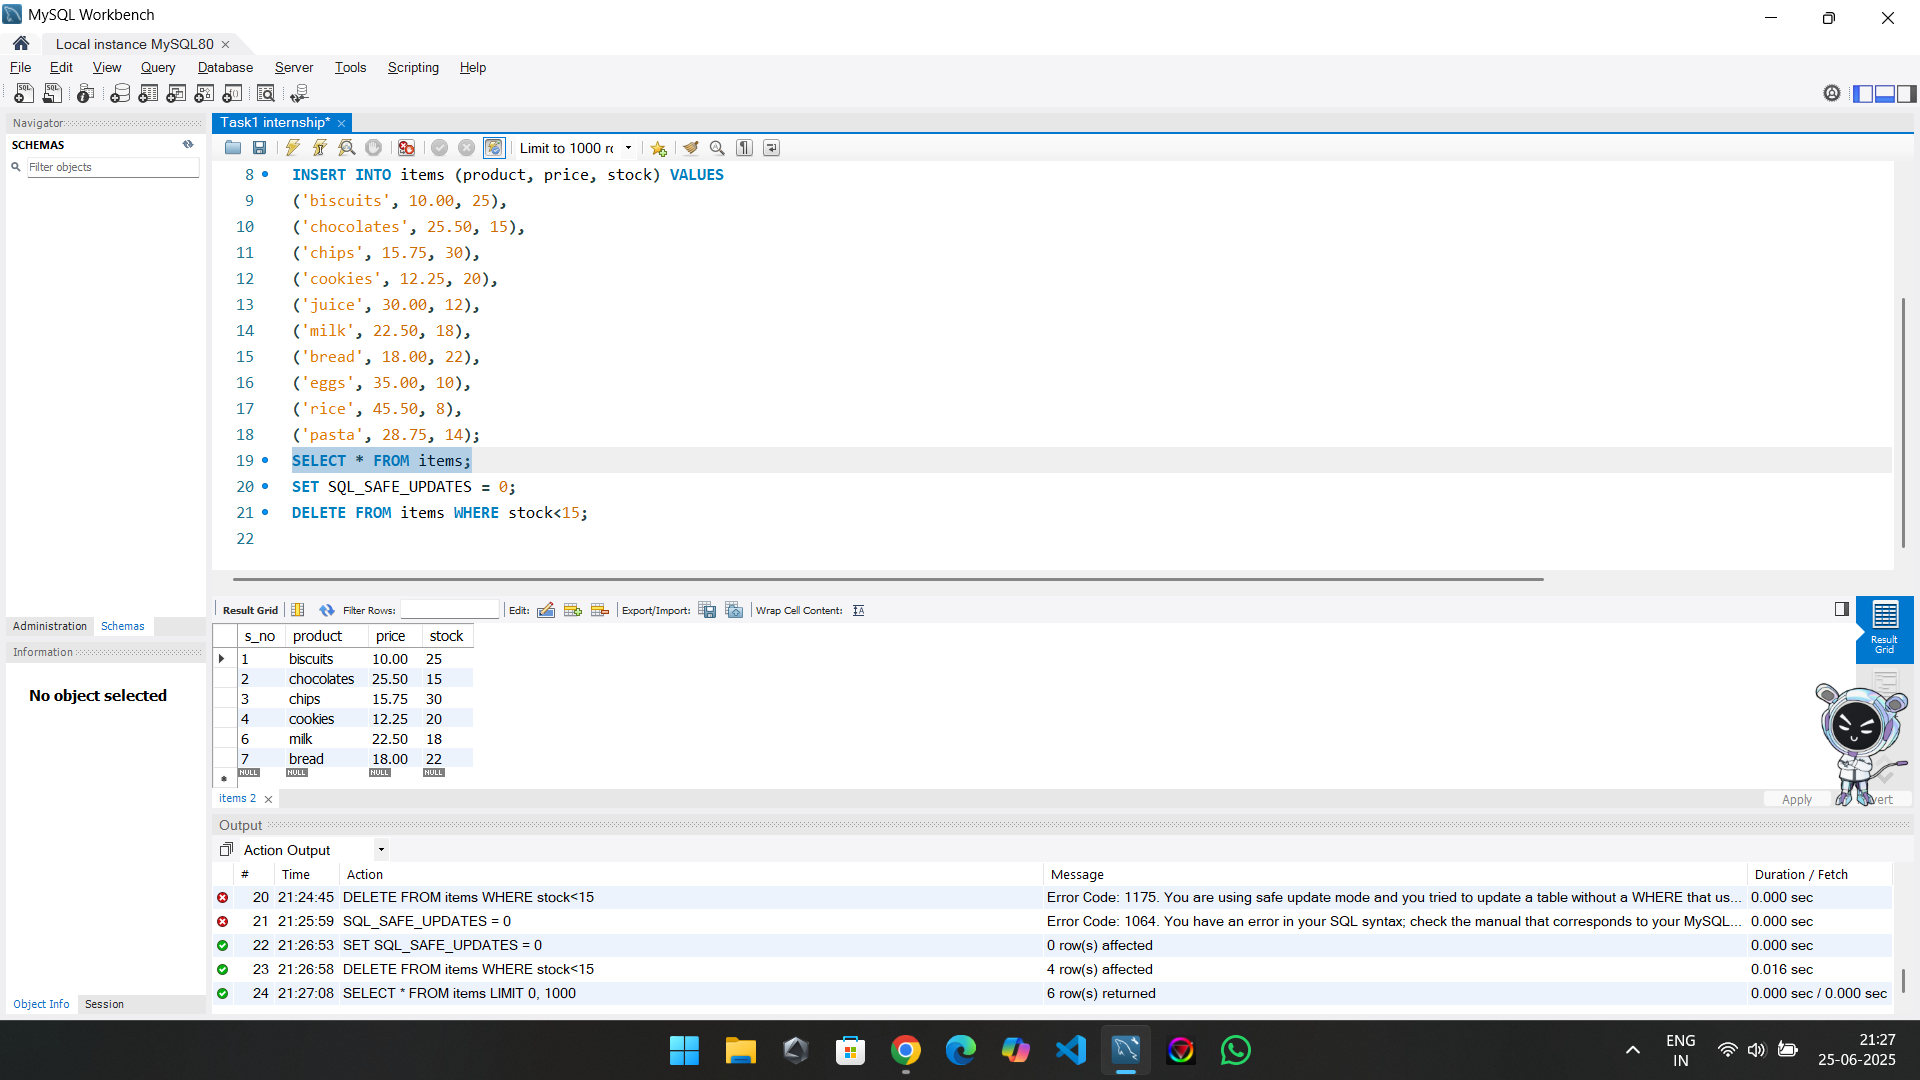 MySQL Workbench
Local instance MySQL80
File Edit View Query Database Server Tools Scripting Help
Navigator
SCHEMAS
Filter objects
Task1 internship*
Limit to 1000 rc
8 INSERT INTO items (product, price, stock) VALUES
9 ('biscuits', 10.00, 25),
10 ('chocolates', 25.50, 15),
11 ('chips', 15.75, 30),
12 ('cookies', 12.25, 20),
13 ('juice', 30.00, 12),
14 ('milk', 22.50, 18),
15 ('bread', 18.00, 22),
16 ('eggs', 35.00, 10),
17 ('rice', 45.50, 8),
18 ('pasta', 28.75, 14);
19 SELECT * FROM items;
20 SET SQL_SAFE_UPDATES = 0;
21 DELETE FROM items WHERE stock<15;
22
Administration Schemas
Information
No object selected
Object Info Session
Result Grid Filter Rows: Edit: Export/Import: Wrap Cell Content:
s_no product price stock
1 biscuits 10.00 25
2 chocolates 25.50 15
3 chips 15.75 30
4 cookies 12.25 20
6 milk 22.50 18
7 bread 18.00 22
NULL NULL NULL NULL
Result
Grid
items 2
Apply vert
Output
Action Output
# Time Action Message Duration / Fetch
20 21:24:45 DELETE FROM items WHERE stock<15 Error Code: 1175. You are using safe update mode and you tried to update a table without a WHERE that us... 0.000 sec
21 21:25:59 SQL_SAFE_UPDATES = 0 Error Code: 1064. You have an error in your SQL syntax; check the manual that corresponds to your MySQL... 0.000 sec
22 21:26:53 SET SQL_SAFE_UPDATES = 0 0 row(s) affected 0.000 sec
23 21:26:58 DELETE FROM items WHERE stock<15 4 row(s) affected 0.016 sec
24 21:27:08 SELECT * FROM items LIMIT 0, 1000 6 row(s) returned 0.000 sec / 0.000 sec
ENG
IN
21:27
25-06-2025